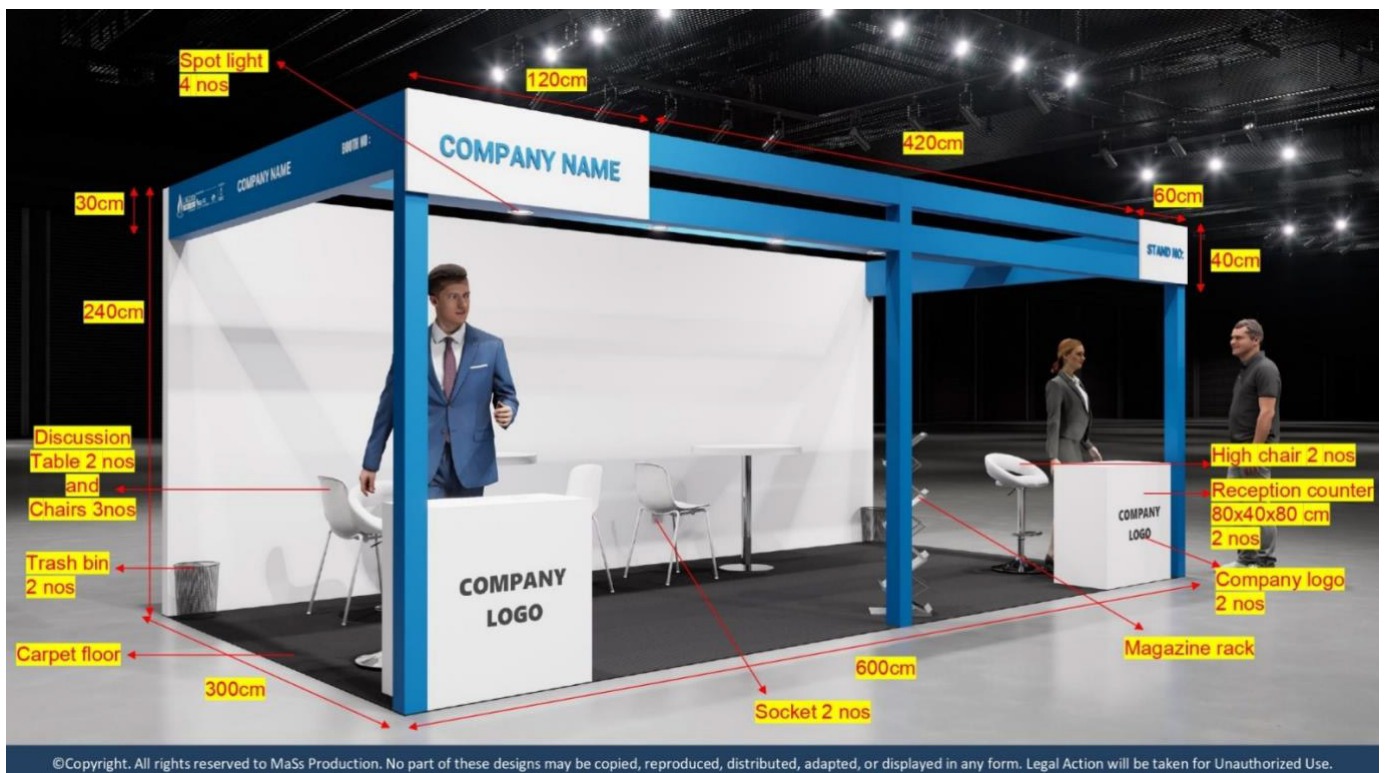 Spot light
4 nos
120cm
420cm
60cm
COMPANY NAME
BOOTH NO:
COMPANY NAME
30cm
STAND NO:
40cm
240cm
Discussion
Table 2 nos
and
Chairs 3nos
High chair 2 nos
Reception counter
80x40x80 cm
2 nos
COMPANY
LOGO
Trash bin
2 nos
COMPANY
LOGO
Company logo
2 nos
Carpet floor
Magazine rack
300cm
600cm
Socket 2 nos
©Copyright. All rights reserved to MaSs Production. No part of these designs may be copied, reproduced, distributed, adapted, or displayed in any form. Legal Action will be taken for Unauthorized Use.